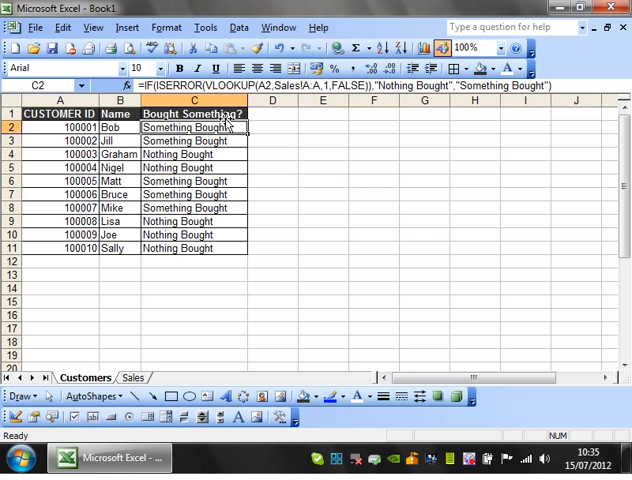 Microsoft Excel - Book1
File Edit View Insert Format Tools Data Window Help
Type a question for help
Σ 100%
Arial 10 B I U
C2 fx =IF(ISERROR(VLOOKUP(A2,Sales!A:A,1,FALSE)),"Nothing Bought","Something Bought")
A B C D E F G H I J
1 CUSTOMER ID Name Bought Something?
2 100001 Bob Something Bought
3 100002 Jill Something Bought
4 100003 Graham Nothing Bought
5 100004 Nigel Nothing Bought
6 100005 Matt Something Bought
7 100006 Bruce Something Bought
8 100007 Mike Something Bought
9 100008 Lisa Nothing Bought
10 100009 Joe Nothing Bought
11 100010 Sally Nothing Bought
12
13
14
15
16
17
18
19
20
Customers Sales
Draw AutoShapes
Ready NUM
Microsoft Excel - ...
10:35
15/07/2012